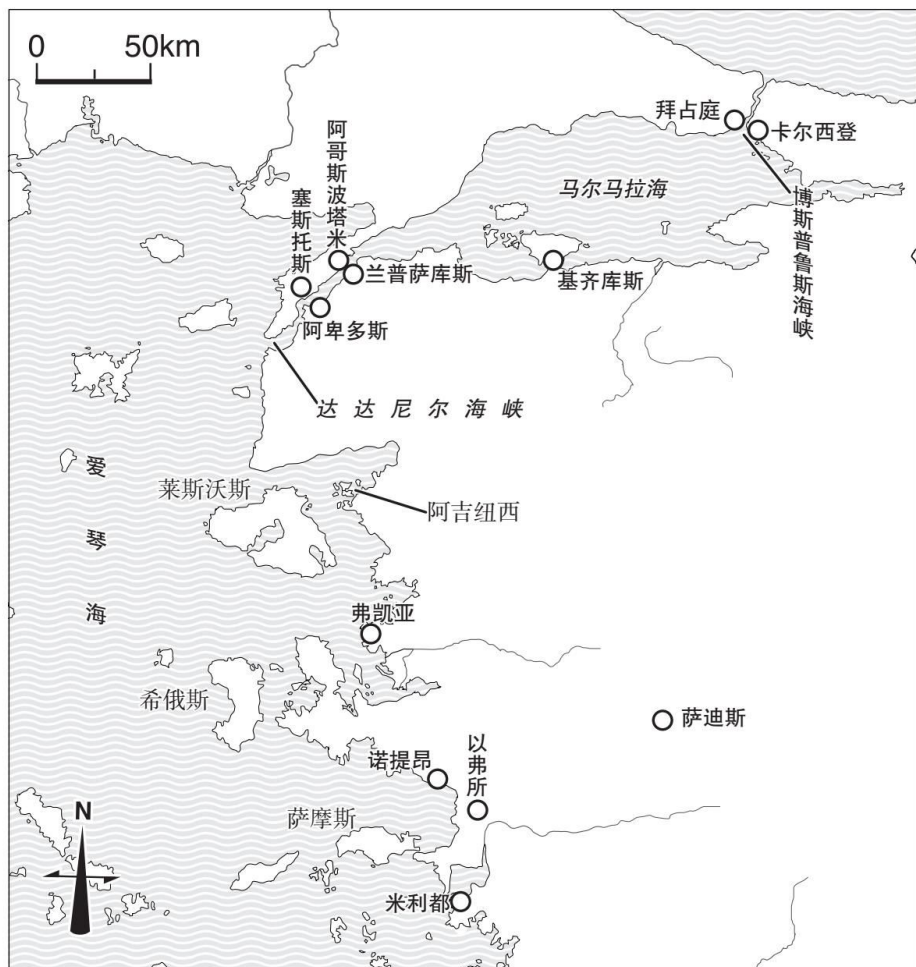 0 50km
拜占庭
卡尔西登
博斯普鲁斯海峡
马尔马拉海
阿哥斯波塔米
塞斯托斯
兰普萨库斯
基齐库斯
阿卑多斯
达达尼尔海峡
爱琴海
莱斯沃斯
阿吉纽西
弗凯亚
希俄斯
萨迪斯
诺提昂
以弗所
萨摩斯
N
米利都